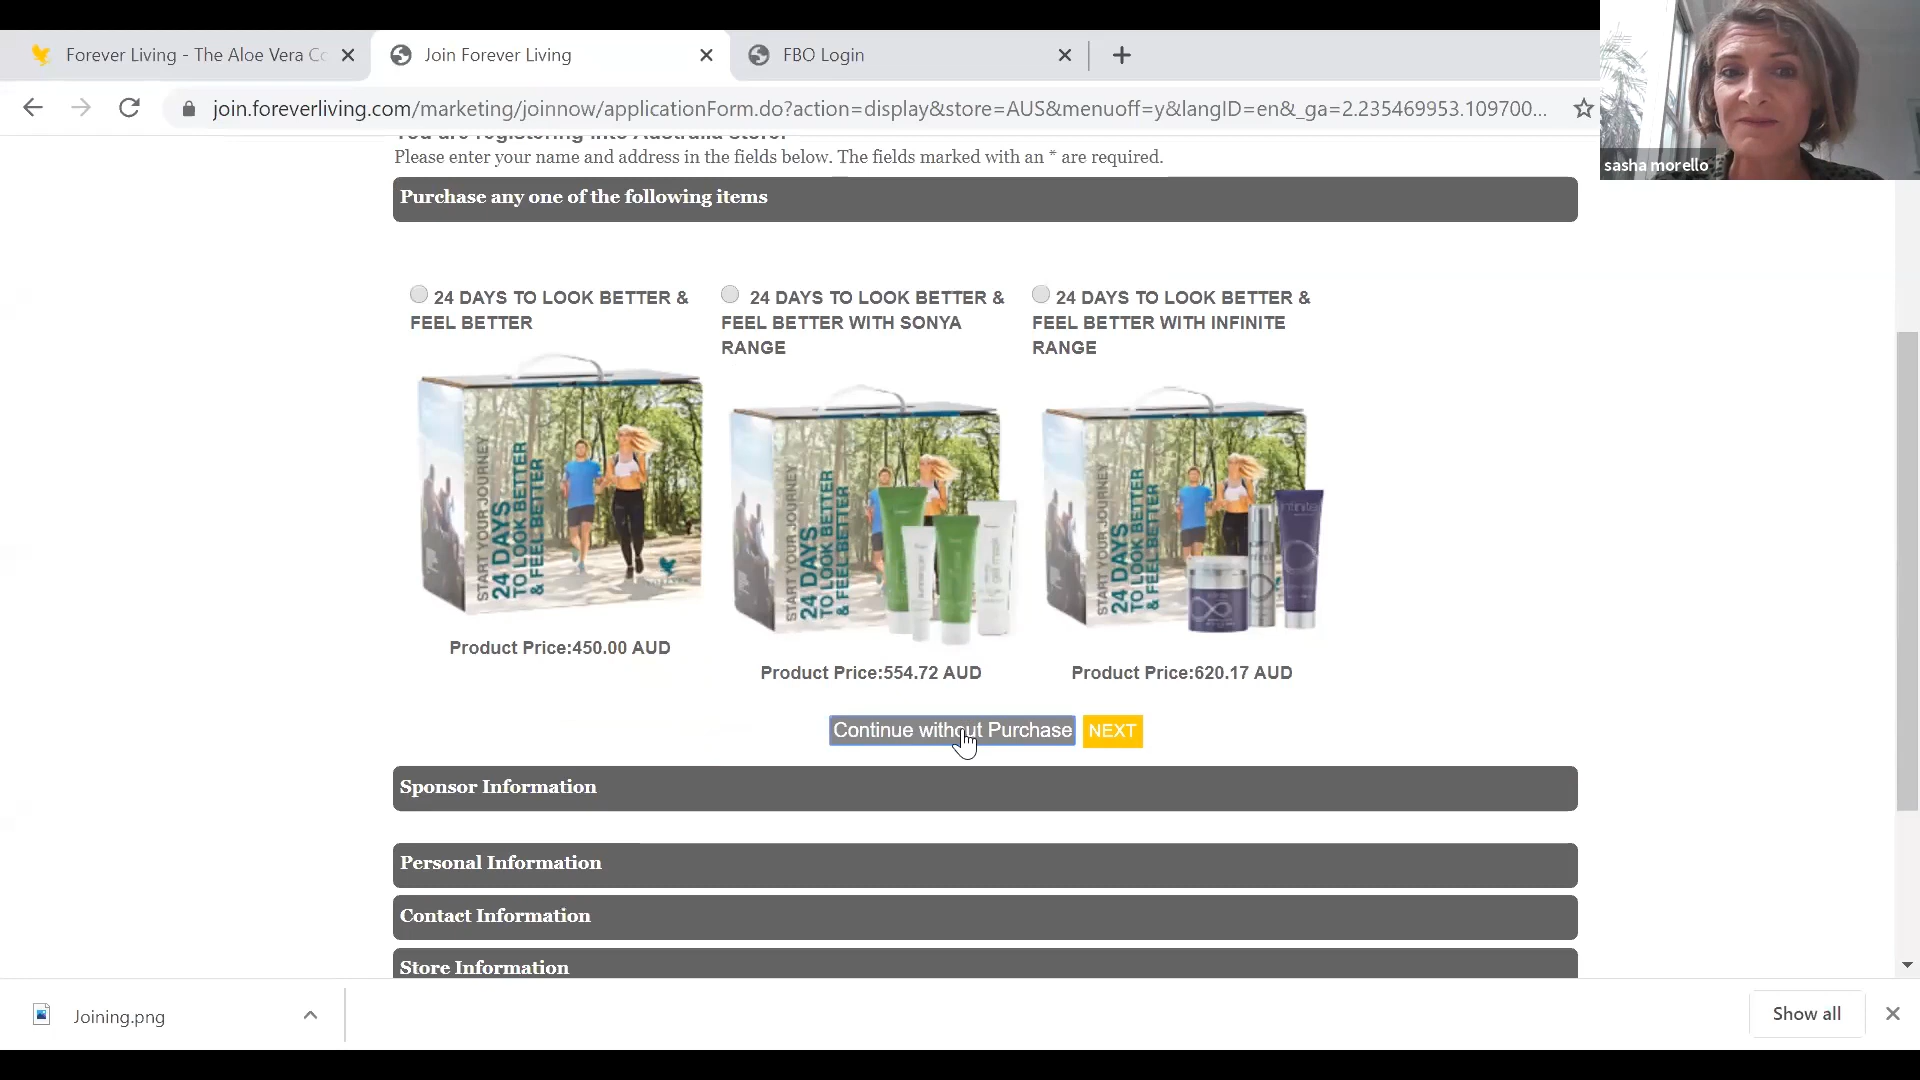 Forever Living - The Aloe Vera Co
Join Forever Living
FBO Login
join.foreverliving.com/marketing/joinnow/applicationForm.do?action=display&store=AUS&menuoff=y&langID=en&_ga=2.235469953.109700...
sasha morello
You are registering into Australia store.
Please enter your name and address in the fields below. The fields marked with an * are required.
Purchase any one of the following items
24 DAYS TO LOOK BETTER &
FEEL BETTER
START YOUR JOURNEY
24 DAYS
TO LOOK BETTER
& FEEL BETTER
Product Price:450.00 AUD
24 DAYS TO LOOK BETTER &
FEEL BETTER WITH SONYA
RANGE
START YOUR JOURNEY
24 DAYS
TO LOOK BETTER
& FEEL BETTER
Product Price:554.72 AUD
24 DAYS TO LOOK BETTER &
FEEL BETTER WITH INFINITE
RANGE
START YOUR JOURNEY
24 DAYS
TO LOOK BETTER
& FEEL BETTER
infinite
Product Price:620.17 AUD
Continue without Purchase
NEXT
Sponsor Information
Personal Information
Contact Information
Store Information
Joining.png
Show all